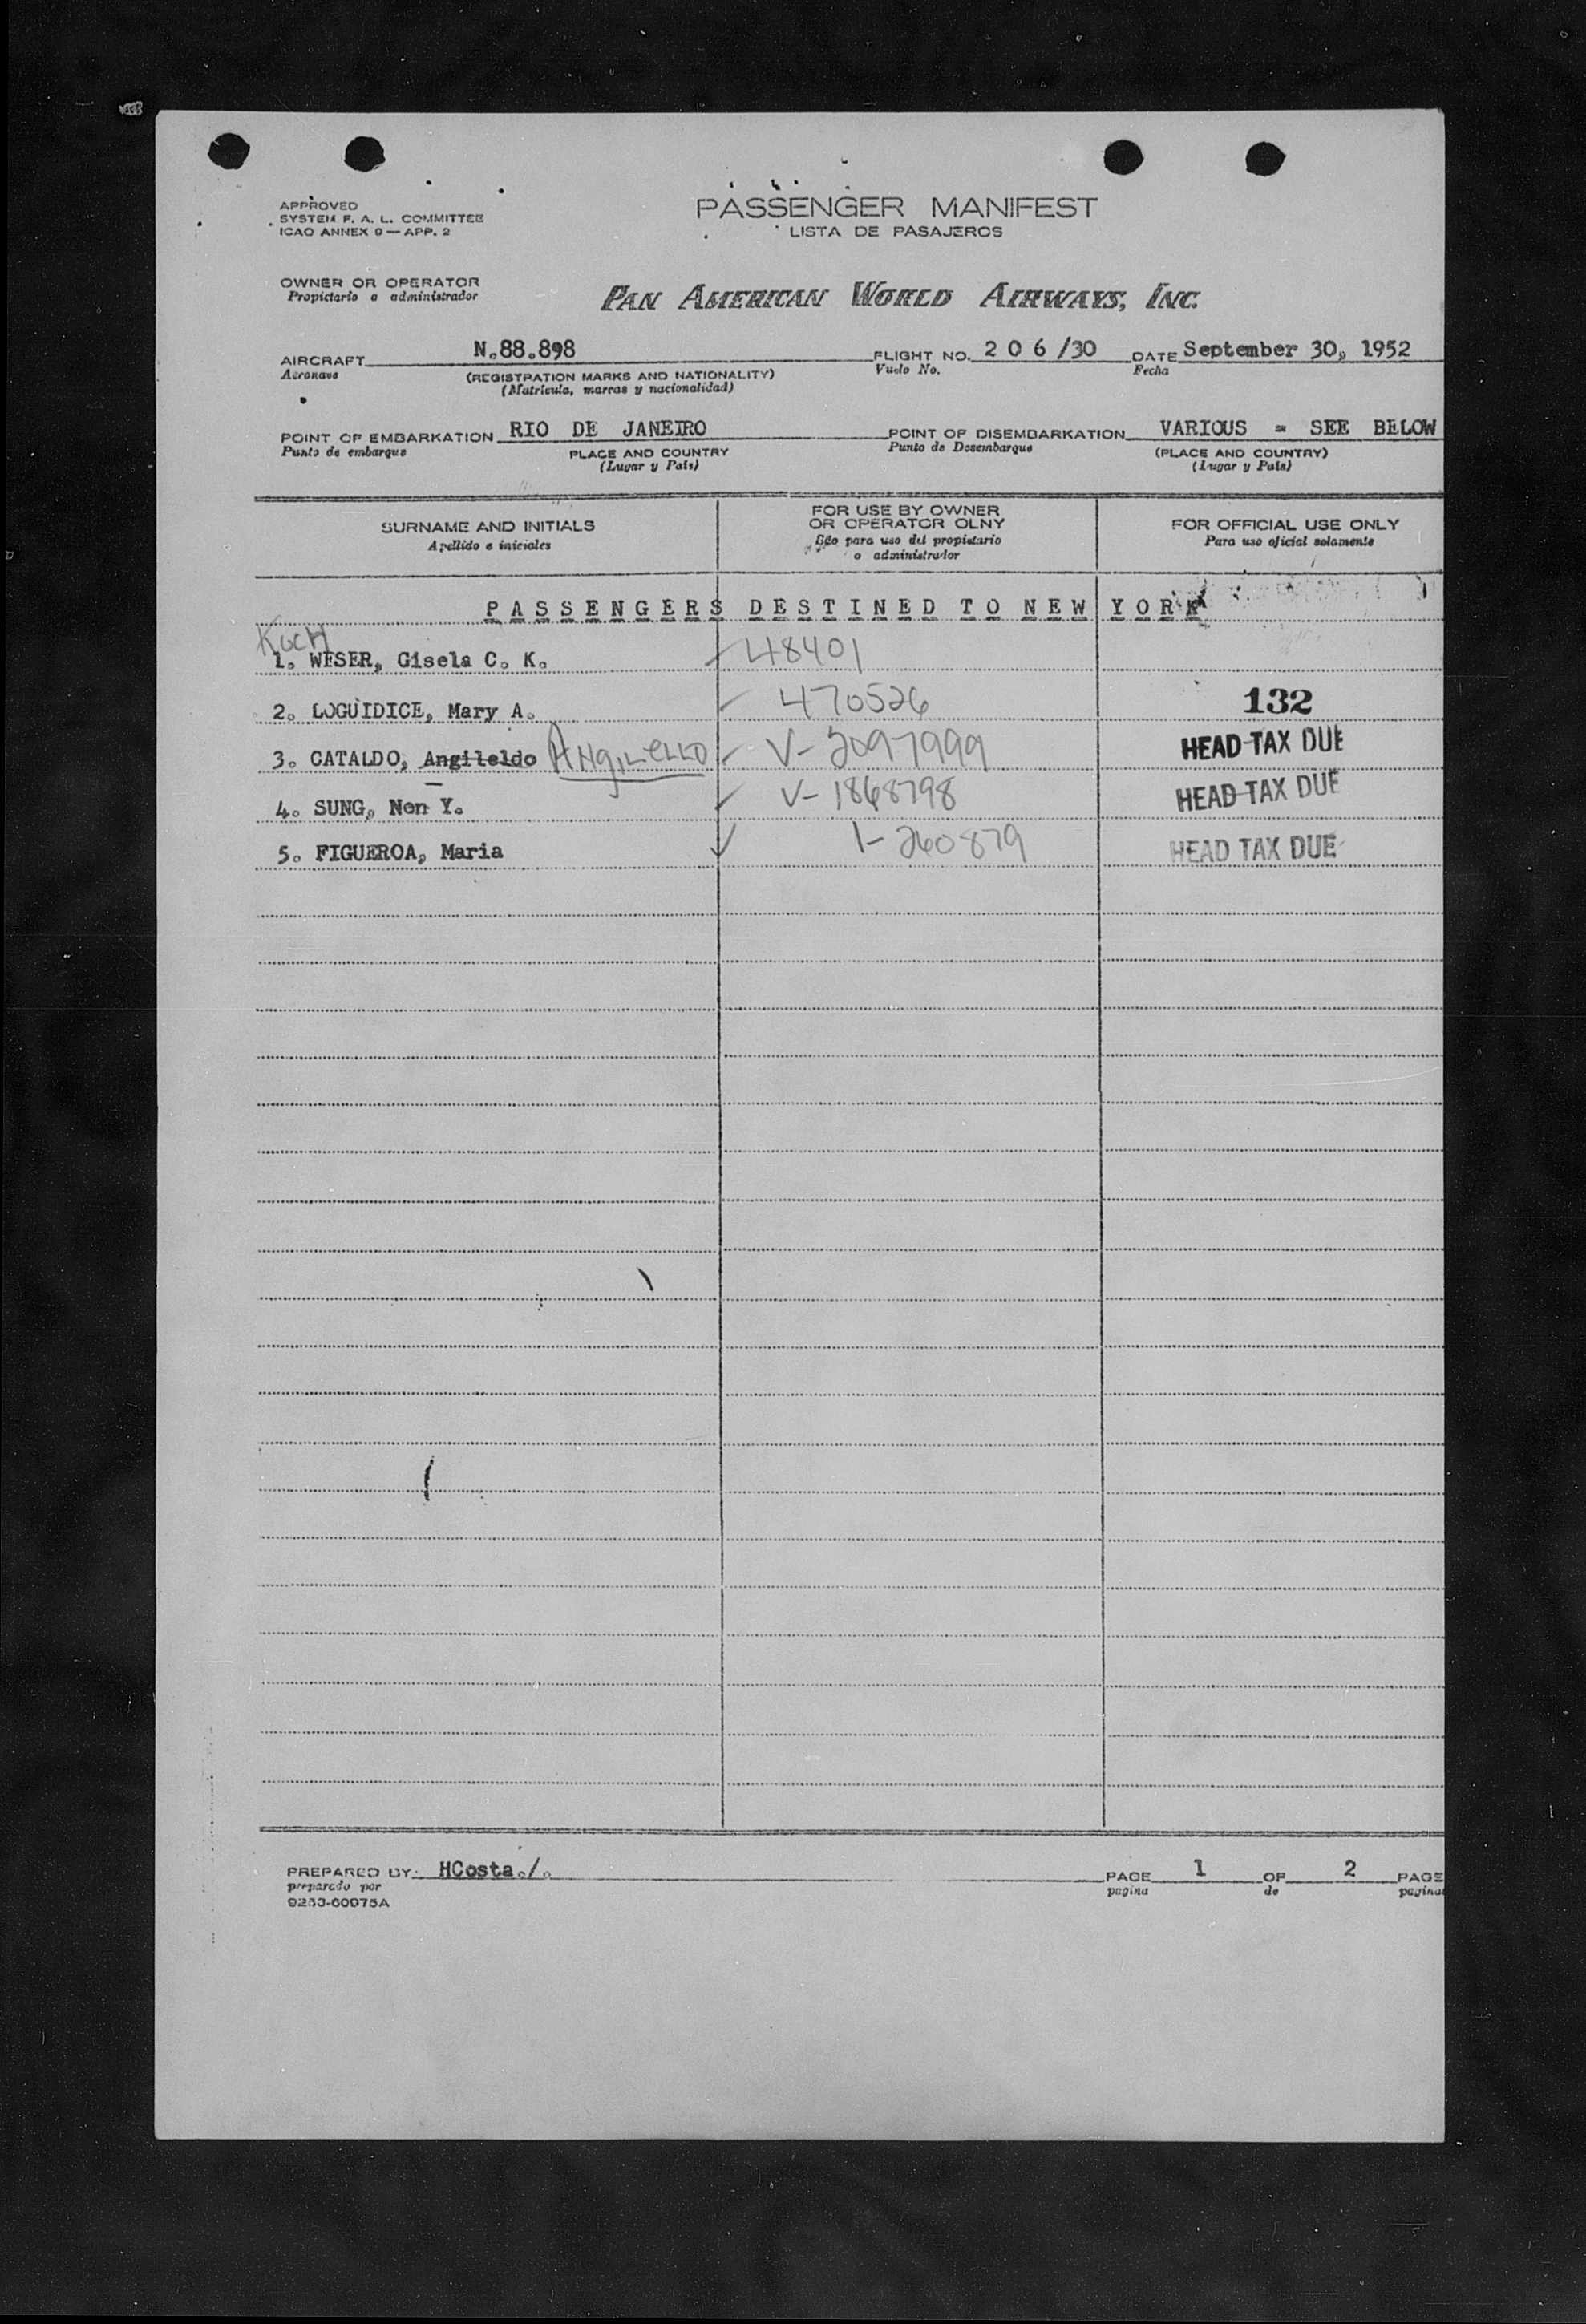 APPROVED
SYSTEM F. A. L. COMMITTEE
ICAO ANNEX 9 — APP. 2
PASSENGER MANIFEST
LISTA DE PASAJEROS
OWNER OR OPERATOR
Propietario o administrador
PAN AMERICAN WORLD AIRWAYS, INC.
AIRCRAFT N.88.898 FLIGHT NO. 2 0 6 /30 DATE September 30, 1952
Aeronave (REGISTRATION MARKS AND NATIONALITY) Vuelo No. Fecha
(Matricula, marcas y nacionalidad)
POINT OF EMBARKATION RIO DE JANEIRO POINT OF DISEMBARKATION VARIOUS - SEE BELOW
Punto de embarque PLACE AND COUNTRY Punto de Desembarque (PLACE AND COUNTRY)
(Lugar y País) (Lugar y País)
SURNAME AND INITIALS
Apellido e iniciales
FOR USE BY OWNER
OR OPERATOR OLNY
para uso del propietario
o administrador
FOR OFFICIAL USE ONLY
Para uso oficial solamente
PASSENGERS DESTINED TO NEW YORK
KOCH
1. WESER, Gisela C. K. 48401
2. LOGUIDICE, Mary A. 470526 132
3. CATALDO, Angileldo ANgiLELLO V-2097999 HEAD TAX DUE
4. SUNG, Nen Y. V-1868798 HEAD TAX DUE
5. FIGUEROA, Maria 1-260879 HEAD TAX DUE
PREPARED BY: HCosta./. PAGE 1 OF 2 PAGE
preparado por pagina de paginas
9253-60075A